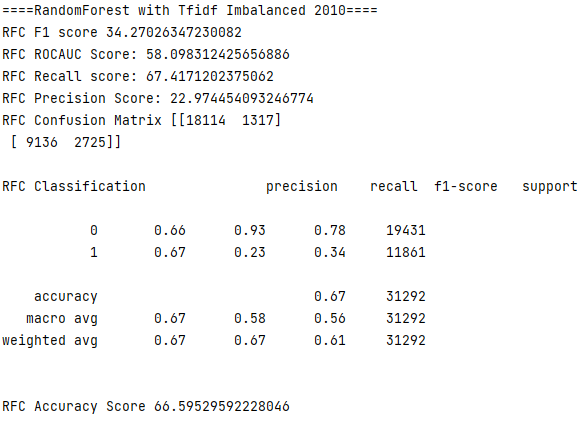 ====RandomForest with Tfidf Imbalanced 2010====
RFC F1 score 34.27026347230082
RFC ROCAUC Score: 58.098312425656886
RFC Recall score: 67.4171202375062
RFC Precision Score: 22.974454093246774
RFC Confusion Matrix [[18114  1317]
 [ 9136  2725]]
RFC Classification               precision    recall  f1-score   support
           0       0.66      0.93      0.78     19431
           1       0.67      0.23      0.34     11861
    accuracy                           0.67     31292
   macro avg       0.67      0.58      0.56     31292
weighted avg       0.67      0.67      0.61     31292
RFC Accuracy Score 66.59529592228046